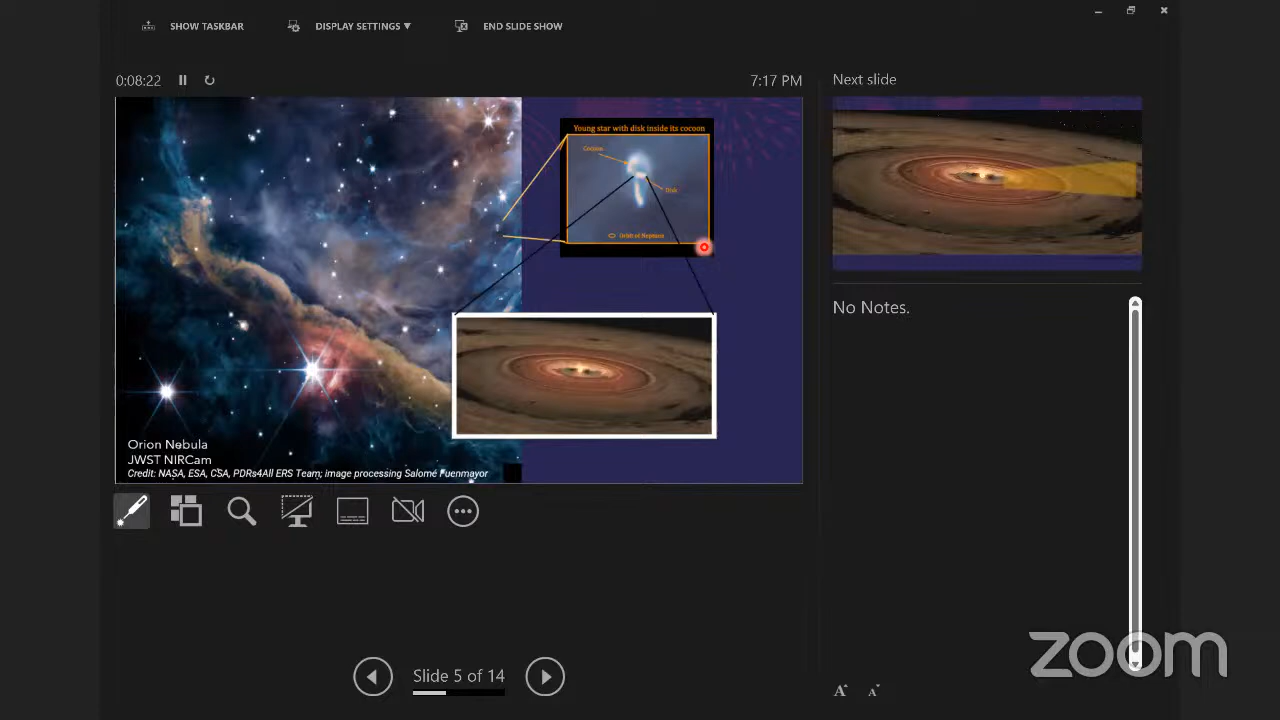 SHOW TASKBAR
DISPLAY SETTINGS ▼
END SLIDE SHOW
0:08:22
7:17 PM
Next slide
Young star with disk inside its cocoon
Cocoon
Disk
Orbit of Neptune
No Notes.
Orion Nebula
JWST NIRCam
Credit: NASA, ESA, CSA, PDRs4All ERS Team; image processing Salomé Fuenmayor
Slide 5 of 14
A A
zoom